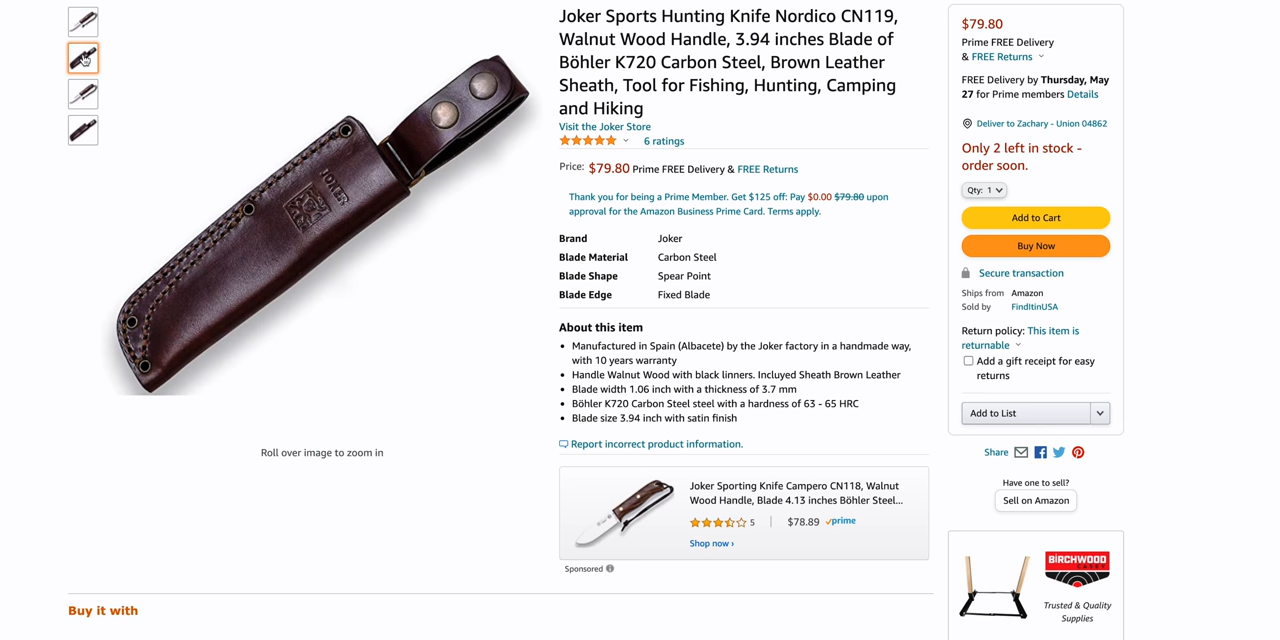 Joker Sports Hunting Knife Nordico CN119,
Walnut Wood Handle, 3.94 inches Blade of
Böhler K720 Carbon Steel, Brown Leather
Sheath, Tool for Fishing, Hunting, Camping
and Hiking
Visit the Joker Store
6 ratings
Price: $79.80 Prime FREE Delivery & FREE Returns
Thank you for being a Prime Member. Get $125 off: Pay $0.00 $79.80 upon
approval for the Amazon Business Prime Card. Terms apply.
Brand Joker
Blade Material Carbon Steel
Blade Shape Spear Point
Blade Edge Fixed Blade
About this item
• Manufactured in Spain (Albacete) by the Joker factory in a handmade way,
with 10 years warranty
• Handle Walnut Wood with black linners. Incluyed Sheath Brown Leather
• Blade width 1.06 inch with a thickness of 3.7 mm
• Böhler K720 Carbon Steel steel with a hardness of 63 - 65 HRC
• Blade size 3.94 inch with satin finish
Report incorrect product information.
Joker Sporting Knife Campero CN118, Walnut
Wood Handle, Blade 4.13 inches Böhler Steel...
5 | $78.89 prime
Shop now ›
Sponsored
JOKER
Roll over image to zoom in
Buy it with
$79.80
Prime FREE Delivery
& FREE Returns
FREE Delivery by Thursday, May
27 for Prime members Details
Deliver to Zachary - Union 04862
Only 2 left in stock -
order soon.
Qty: 1
Add to Cart
Buy Now
Secure transaction
Ships from Amazon
Sold by FindItinUSA
Return policy: This item is
returnable
Add a gift receipt for easy
returns
Add to List
Share
Have one to sell?
Sell on Amazon
BIRCHWOOD
CASEY
Trusted & Quality
Supplies